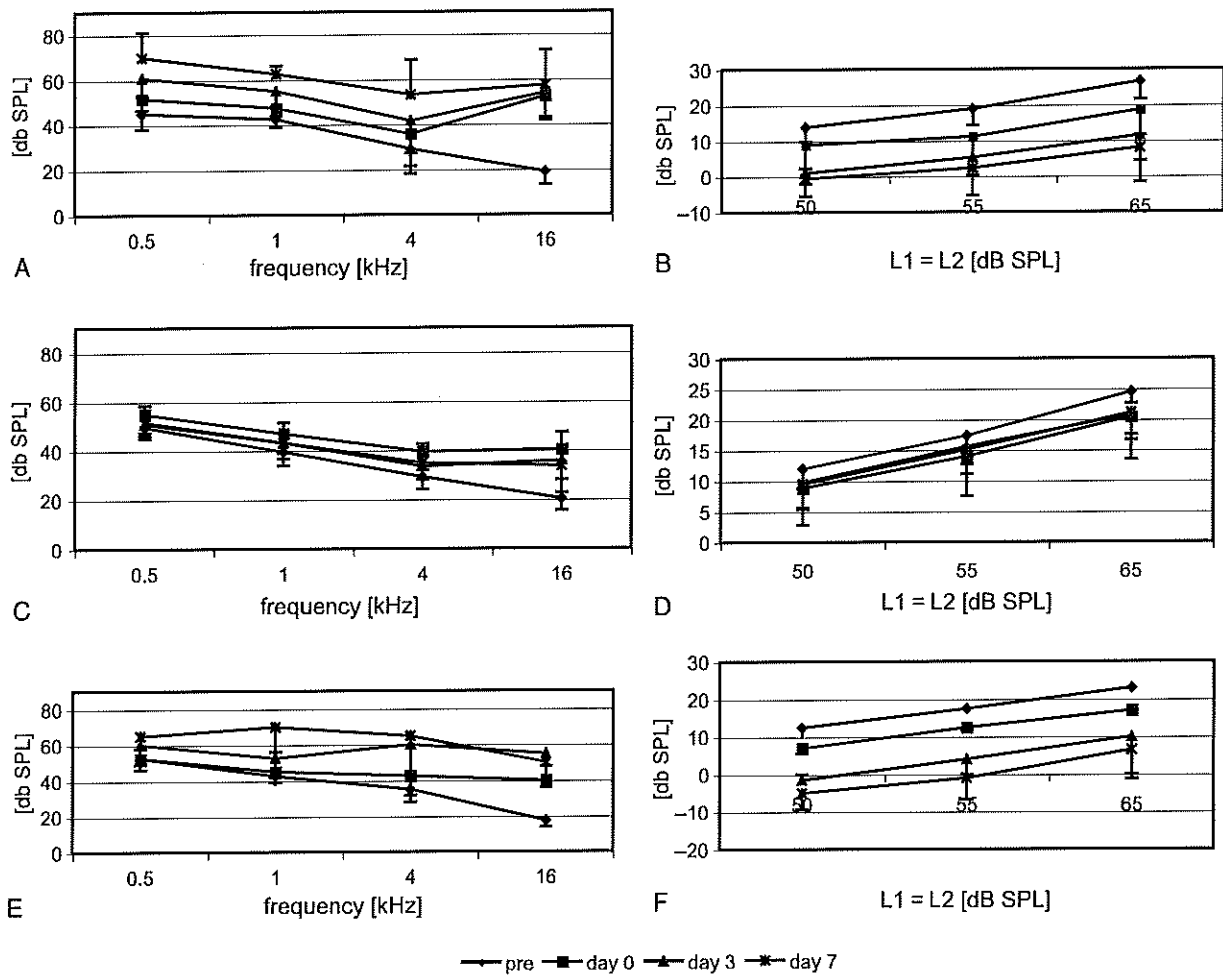 [db SPL]
80
60
40
20
0
0.5 1 4 16
frequency [kHz]
A
[db SPL]
30
20
10
0
–10
50 55 65
L1 = L2 [dB SPL]
B
[db SPL]
80
60
40
20
0
0.5 1 4 16
frequency [kHz]
C
[db SPL]
30
25
20
15
10
5
0
50 55 65
L1 = L2 [dB SPL]
D
[db SPL]
80
60
40
20
0
0.5 1 4 16
frequency [kHz]
E
[db SPL]
30
20
10
0
–10
–20
50 55 65
L1 = L2 [dB SPL]
F
pre day 0 day 3 day 7